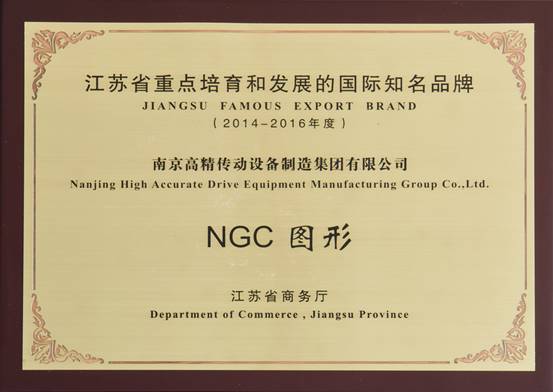 江苏省重点培育和发展的国际知名品牌
JIANGSU FAMOUS EXPORT BRAND
(2014-2016年度)
南京高精传动设备制造集团有限公司
Nanjing High Accurate Drive Equipment Manufacturing Group Co.,Ltd.
NGC 图形
江苏省商务厅
Department of Commerce , Jiangsu Province